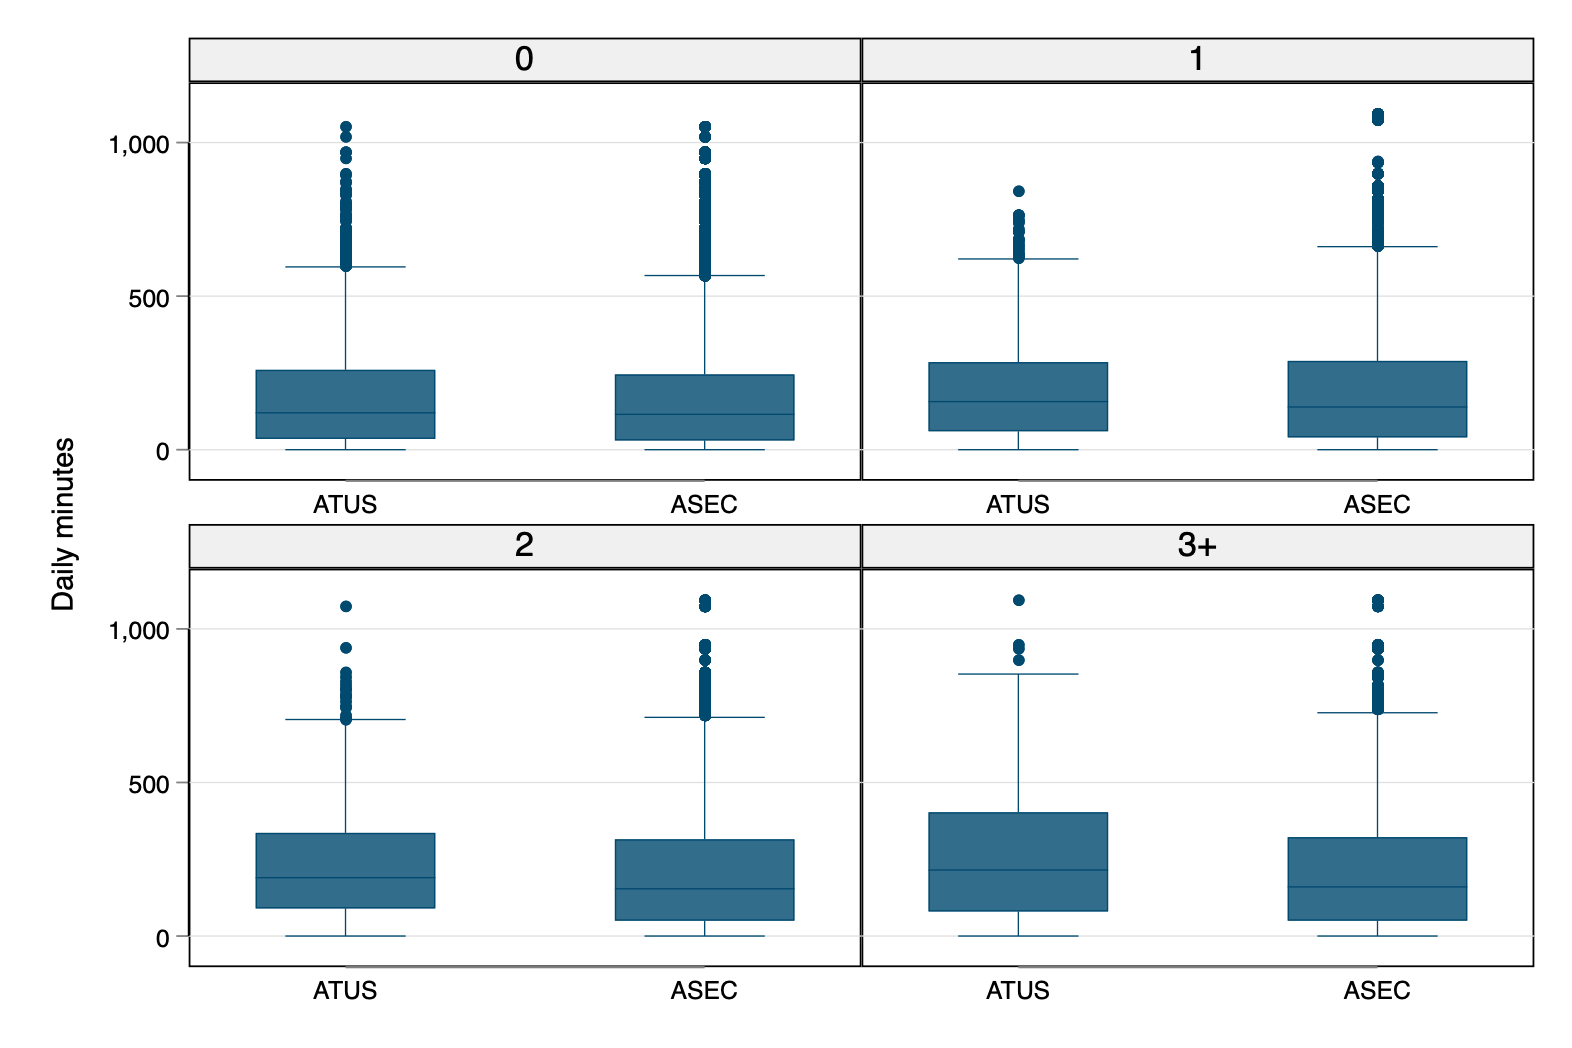 Daily minutes
0
1
1,000
500
0
ATUS
ASEC
ATUS
ASEC
2
3+
1,000
500
0
ATUS
ASEC
ATUS
ASEC